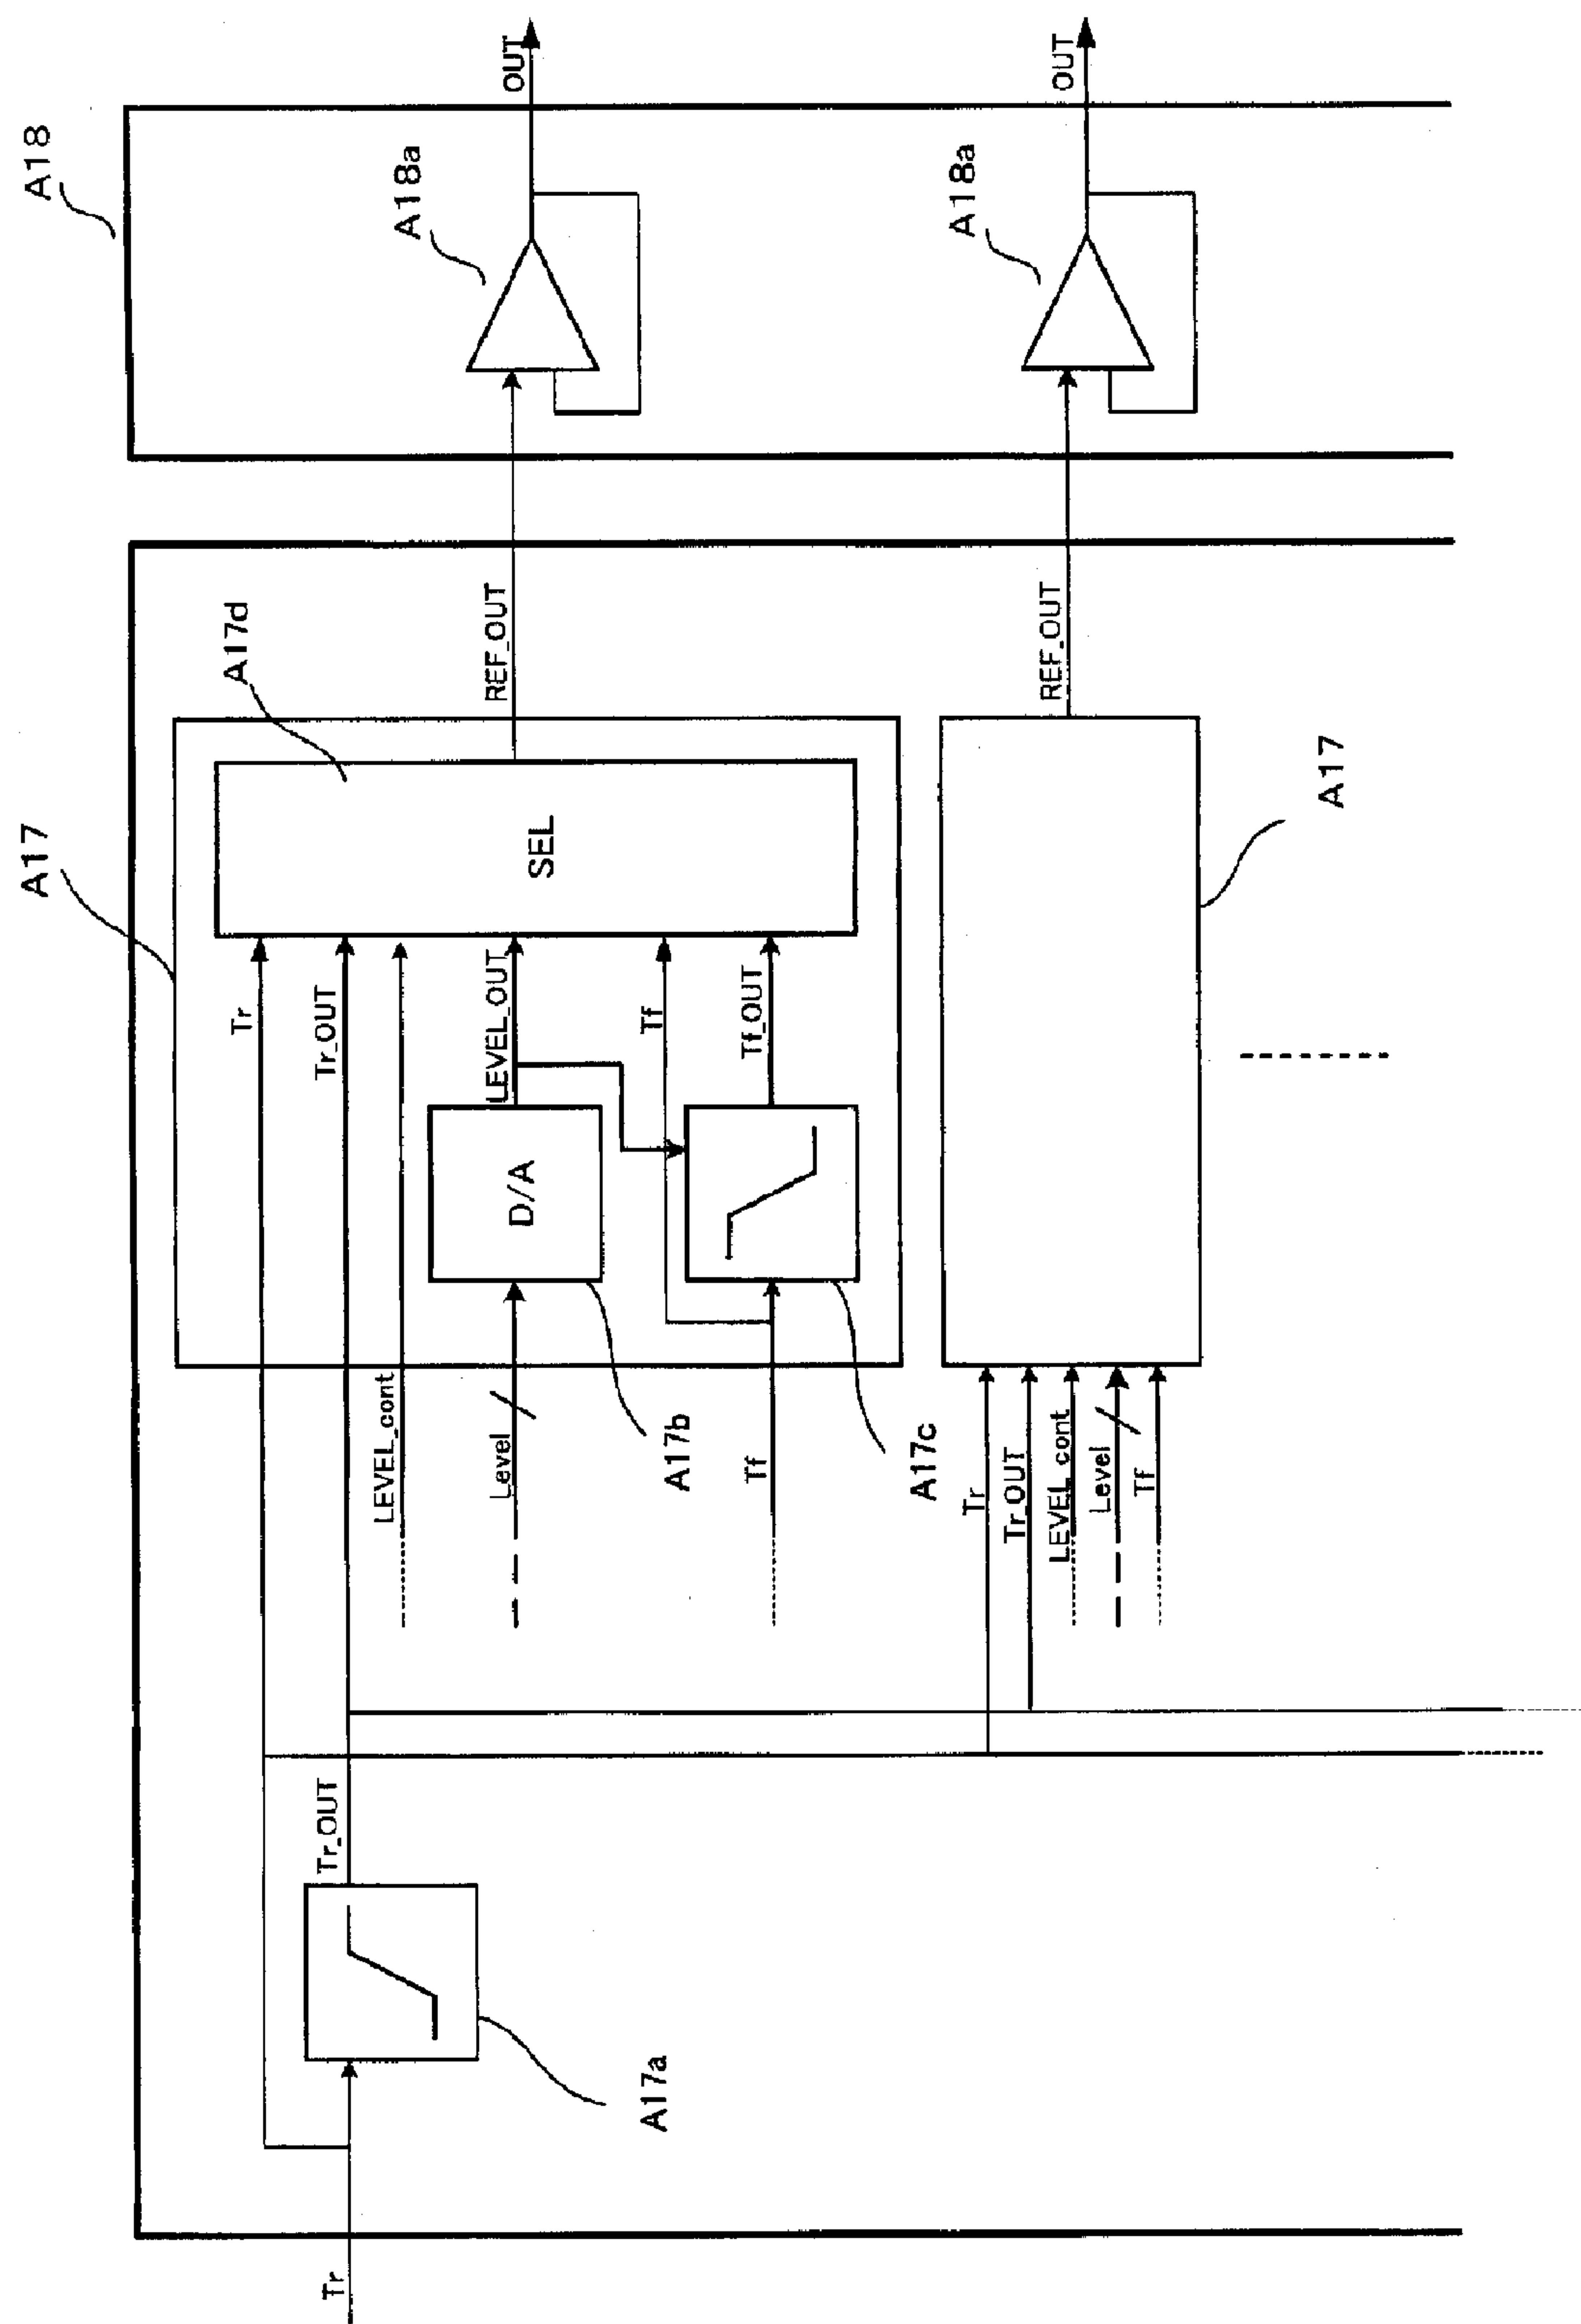 Tr
A17a
Tr_OUT
Tr
Tr_OUT
LEVEL_cont
Level
Tf
A17b
A17c
D/A
LEVEL_OUT
Tf
Tf_OUT
A17
A17d
SEL
REF_OUT
A18
A18a
OUT
Tr
Tr_OUT
LEVEL_cont
Level
Tf
A17
REF_OUT
A18a
OUT